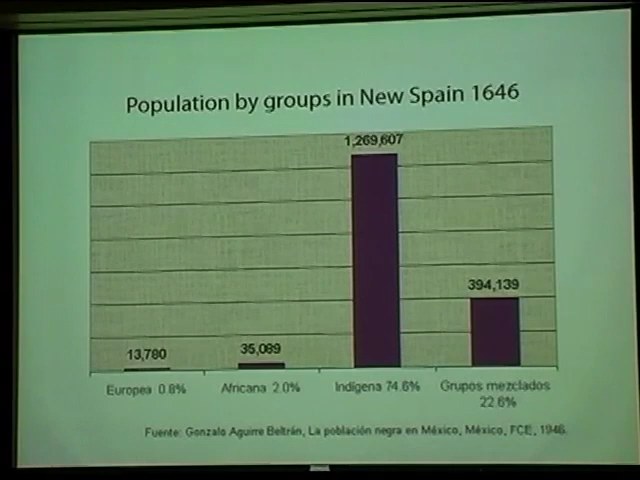 Population by groups in New Spain 1646
1,269,607
394,139
13,780
35,089
Europea 0.8%
Africana 2.0%
Indígena 74.6%
Grupos mezclados
22.6%
Fuente: Gonzalo Aguirre Beltrán, La población negra en México, México, FCE, 1946.